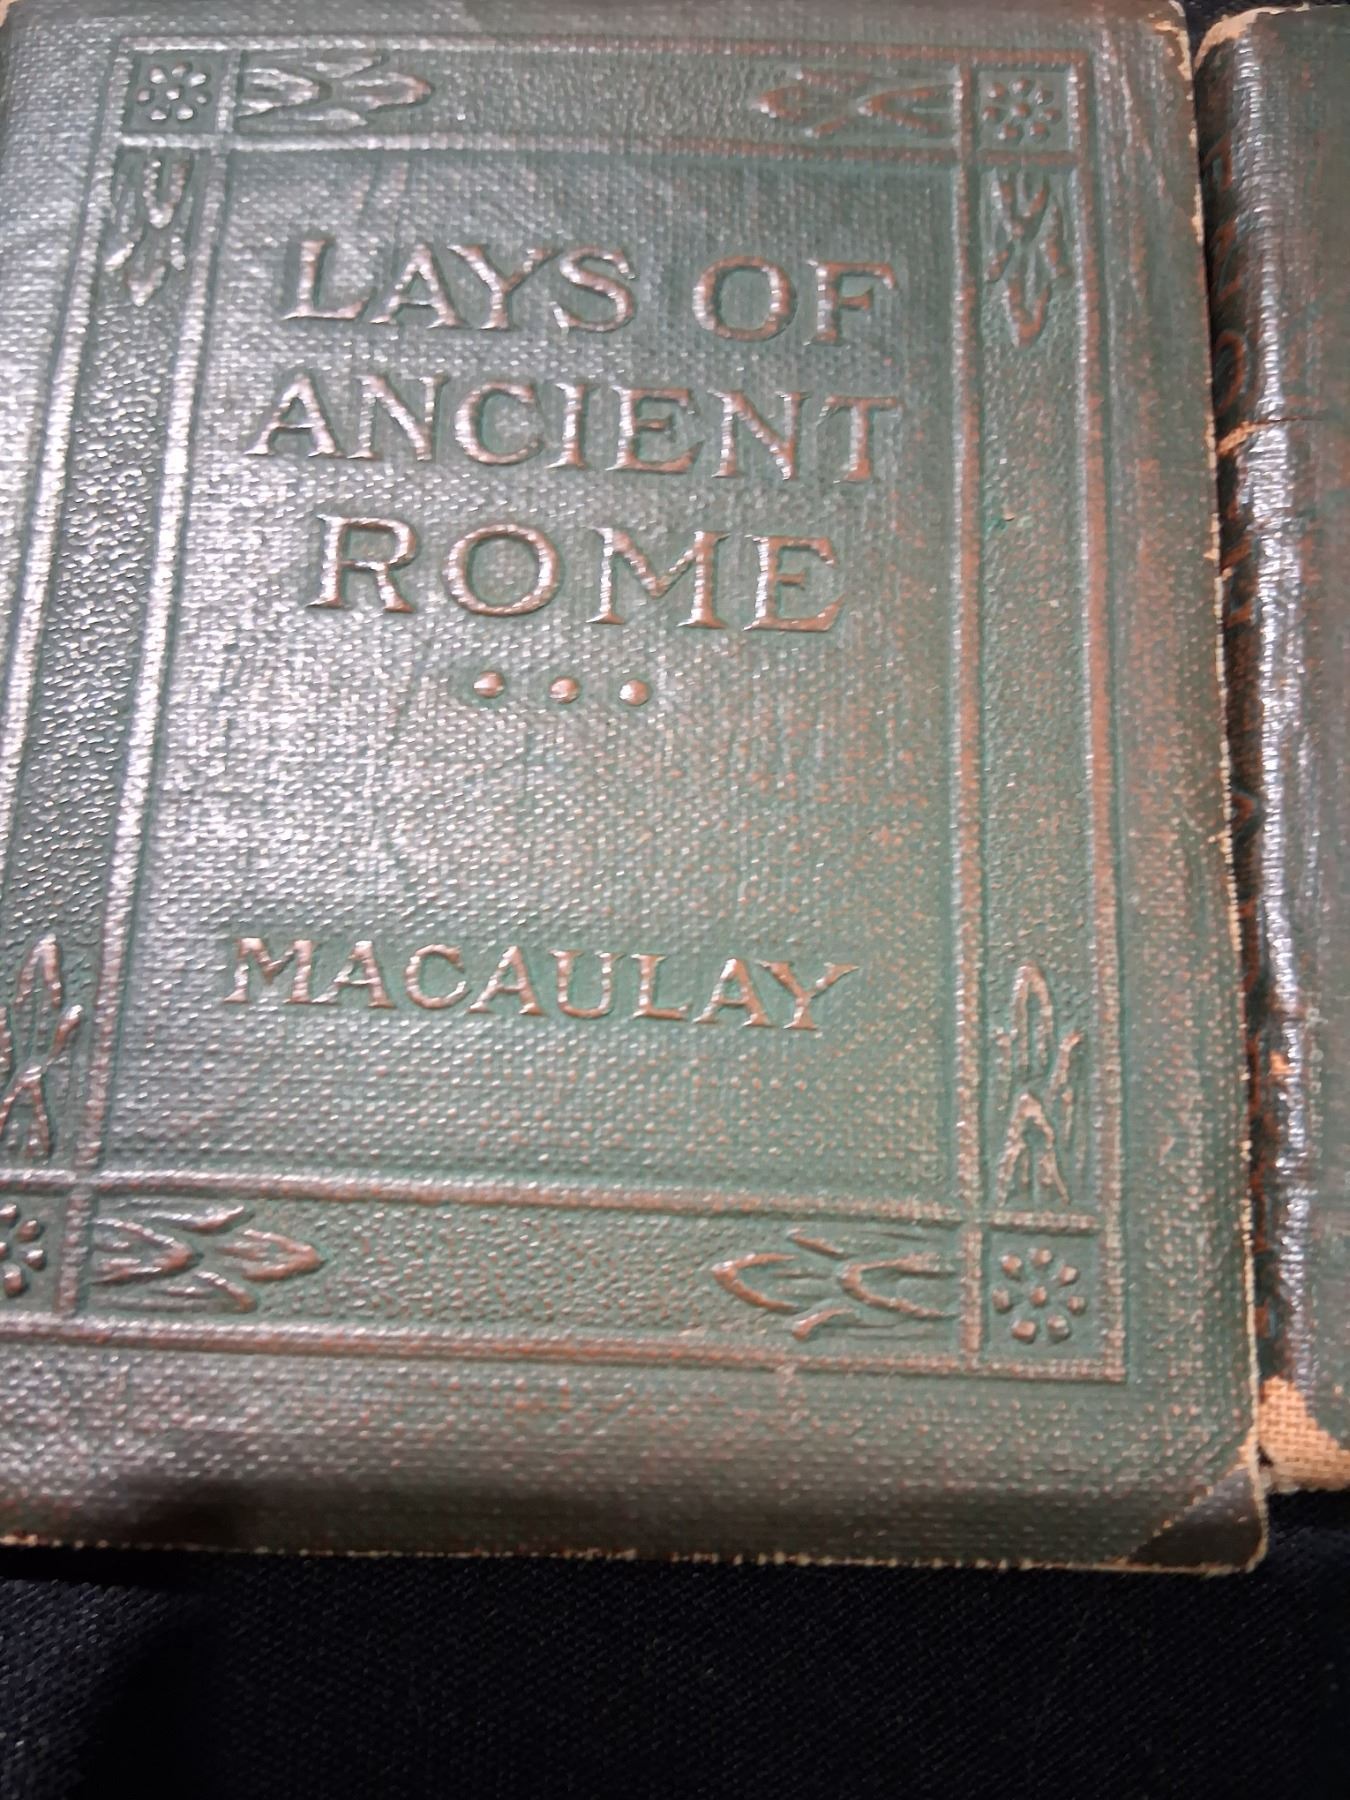 LAYS OF
ANCIENT
ROME
MACAULAY